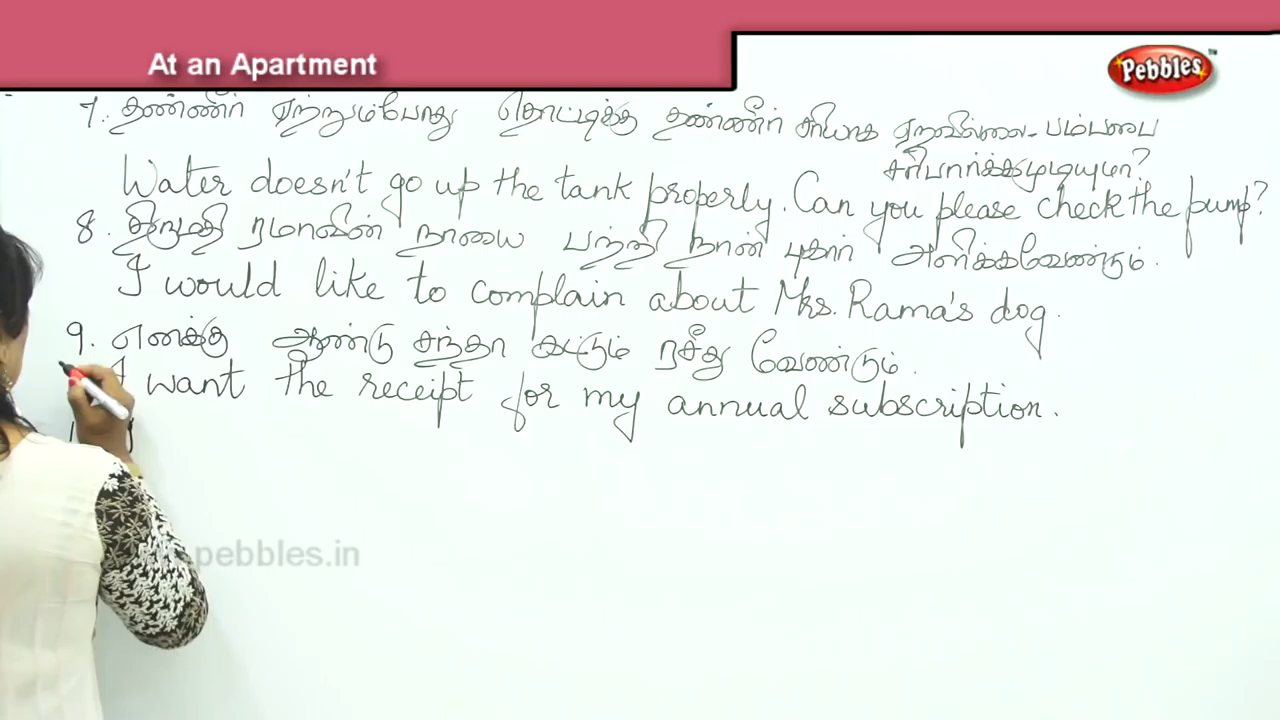 At an Apartment
Pebbles™
7. தண்ணீர் ஏற்றும்போது தொட்டிக்கு தண்ணீர் சரியாக ஏறவில்லை - பம்பபை
சரிபார்க்கமுடியுமா?
Water doesn't go up the tank properly. Can you please check the pump?
8. திருமதி ரமாவின் நாயை பற்றி நான் புகார் அளிக்கவேண்டும்.
I would like to complain about Mrs. Rama's dog.
9. எனக்கு ஆண்டு சந்தா கட்டும் ரசீது வேண்டும்.
I want the receipt for my annual subscription.
pebbles.in